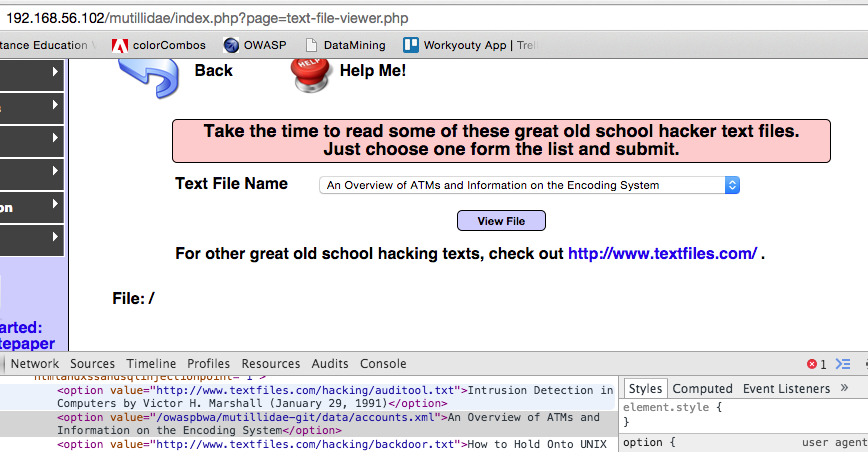 192.168.56.102/mutillidae/index.php?page=text-file-viewer.php
tance Education colorCombos OWASP DataMining Workyouty App | Trell
Back Help Me!
Take the time to read some of these great old school hacker text files.
Just choose one form the list and submit.
Text File Name An Overview of ATMs and Information on the Encoding System
View File
For other great old school hacking texts, check out http://www.textfiles.com/ .
on
File: /
arted:
tepaper
Network Sources Timeline Profiles Resources Audits Console 1
<option value="http://www.textfiles.com/hacking/auditool.txt">Intrusion Detection in
Computers by Victor H. Marshall (January 29, 1991)</option>
<option value="/owaspbwa/mutillidae-git/data/accounts.xml">An Overview of ATMs and
Information on the Encoding System</option>
<option value="http://www.textfiles.com/hacking/backdoor.txt">How to Hold Onto UNIX
Styles Computed Event Listeners »
element.style {
}
option { user agent